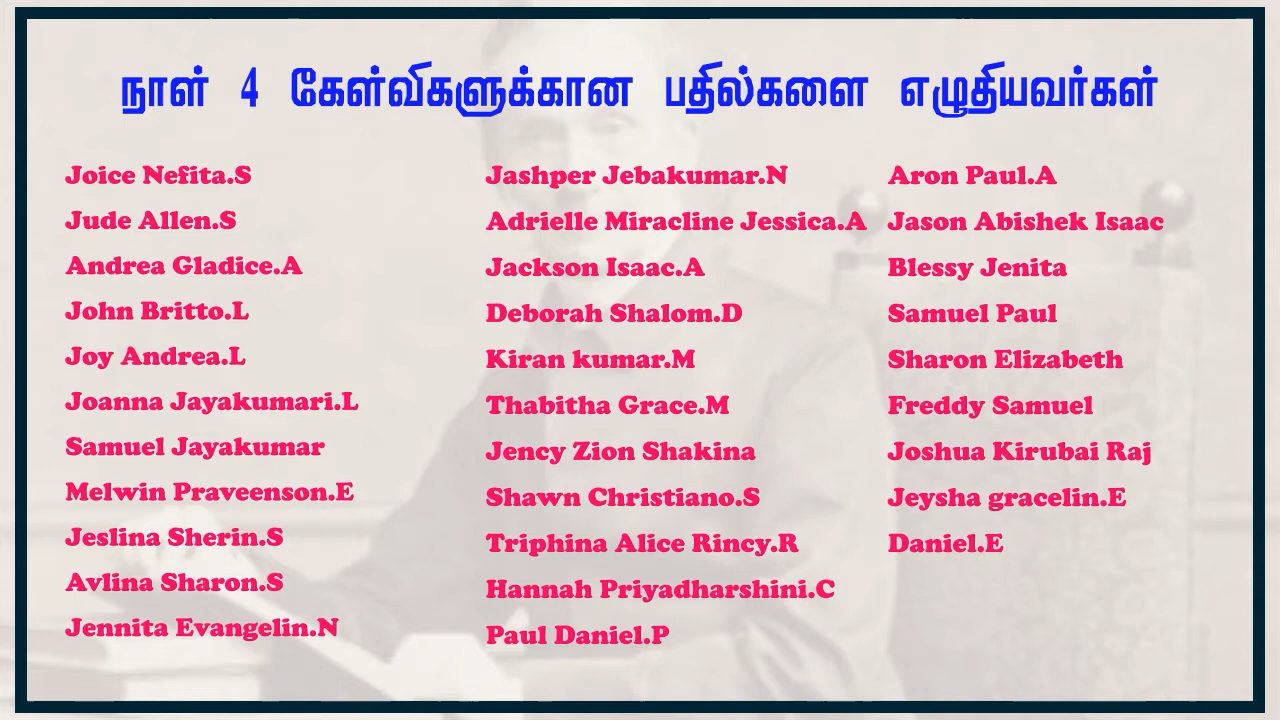 நாள் 4 கேள்விகளுக்கான பதில்களை எழுதியவர்கள்
Joice Nefita.S
Jude Allen.S
Andrea Gladice.A
John Britto.L
Joy Andrea.L
Joanna Jayakumari.L
Samuel Jayakumar
Melwin Praveenson.E
Jeslina Sherin.S
Avlina Sharon.S
Jennita Evangelin.N
Jashper Jebakumar.N
Adrielle Miracline Jessica.A
Jackson Isaac.A
Deborah Shalom.D
Kiran kumar.M
Thabitha Grace.M
Jency Zion Shakina
Shawn Christiano.S
Triphina Alice Rincy.R
Hannah Priyadharshini.C
Paul Daniel.P
Aron Paul.A
Jason Abishek Isaac
Blessy Jenita
Samuel Paul
Sharon Elizabeth
Freddy Samuel
Joshua Kirubai Raj
Jeysha gracelin.E
Daniel.E